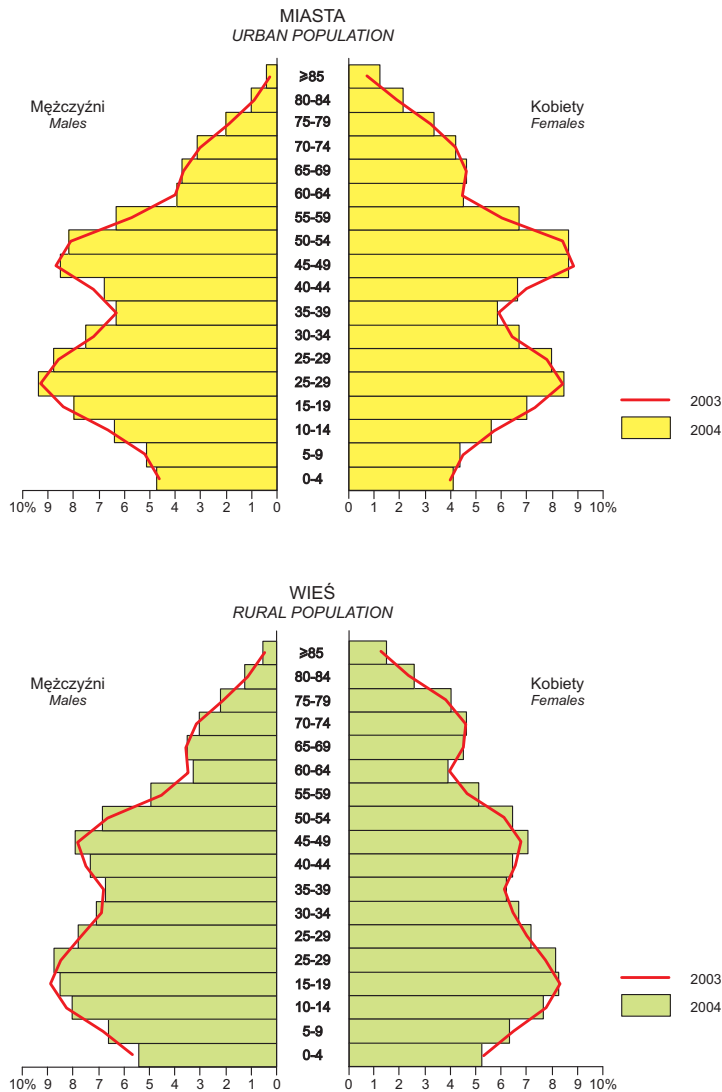 MIASTA
URBAN POPULATION
Mężczyźni
Males
Kobiety
Females
≥85
80-84
75-79
70-74
65-69
60-64
55-59
50-54
45-49
40-44
35-39
30-34
25-29
25-29
15-19
10-14
5-9
0-4
2003
2004
10% 9 8 7 6 5 4 3 2 1 0
0 1 2 3 4 5 6 7 8 9 10%
WIEŚ
RURAL POPULATION
Mężczyźni
Males
Kobiety
Females
≥85
80-84
75-79
70-74
65-69
60-64
55-59
50-54
45-49
40-44
35-39
30-34
25-29
25-29
15-19
10-14
5-9
0-4
2003
2004
10% 9 8 7 6 5 4 3 2 1 0
0 1 2 3 4 5 6 7 8 9 10%